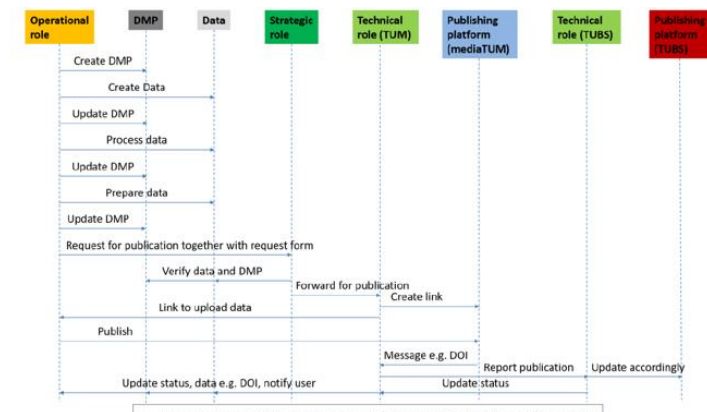 Operational
role
DMP
Data
Strategic
role
Technical
role (TUM)
Publishing
platform
(mediaTUM)
Technical
role (TUBS)
Publishing
platform
(TUBS)
Create DMP
Create Data
Update DMP
Process data
Update DMP
Prepare data
Update DMP
Request for publication together with request form
Verify data and DMP
Forward for publication
Create link
Link to upload data
Publish
Message e.g. DOI
Report publication
Update accordingly
Update status, data e.g. DOI, notify user
Update status